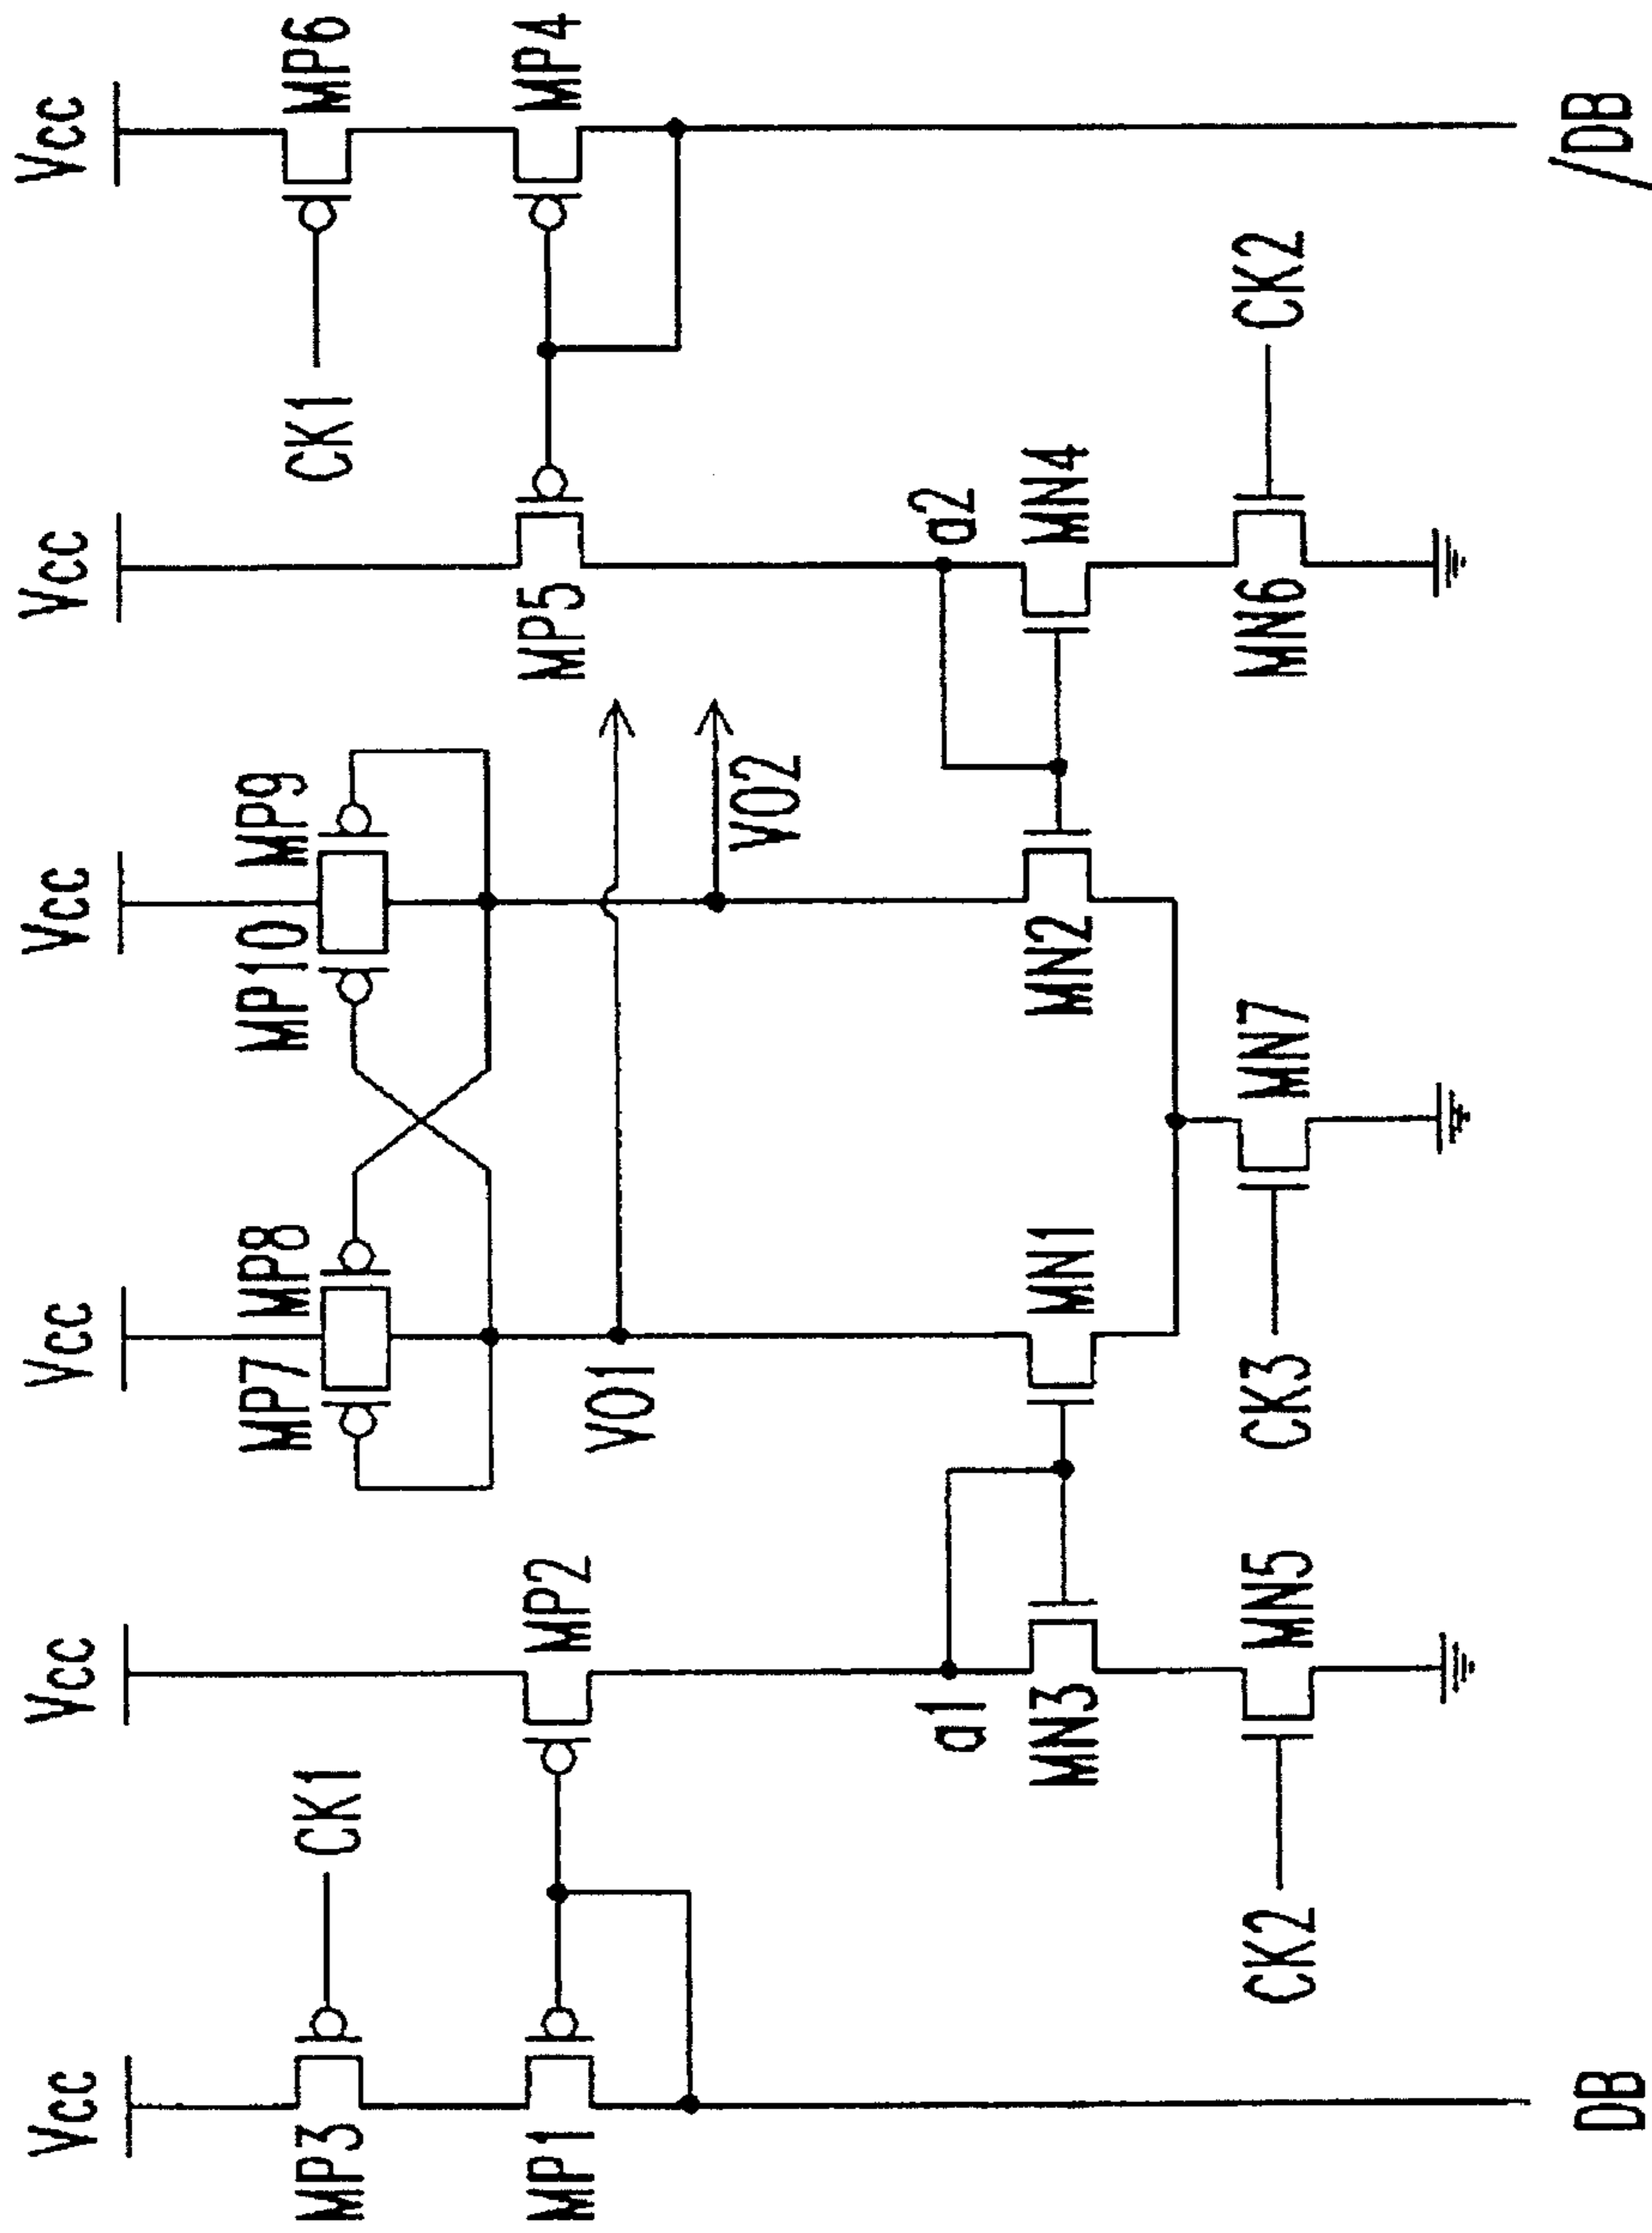 Vcc
Vcc
Vcc
Vcc
Vcc
Vcc
MP3
CK1
MP7
MP8
MP10
MP9
CK1
MP6
MP1
MP2
VO1
MP5
MP4
VO2
a1
a2
MN3
MN1
MN2
MN4
CK2
MN5
CK3
MN7
MN6
CK2
DB
/DB